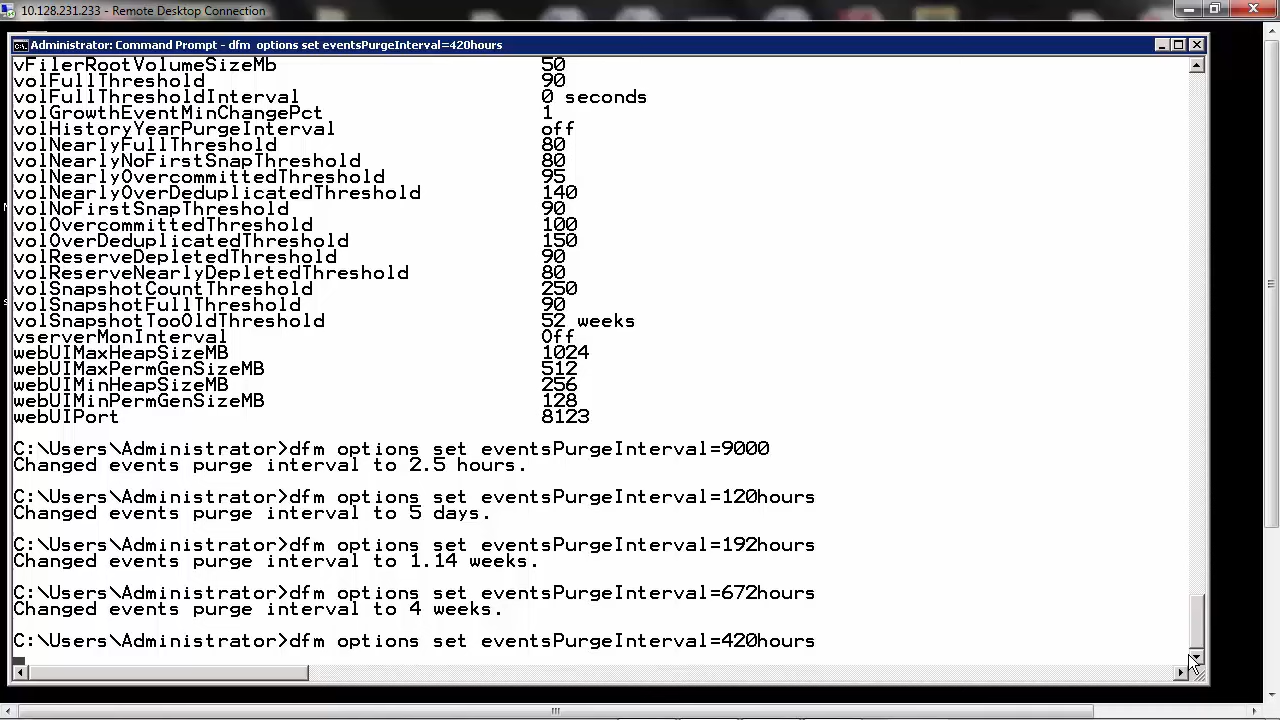 10.128.231.233 - Remote Desktop Connection
Administrator: Command Prompt - dfm options set eventsPurgeInterval=420hours
vFilerRootVolumeSizeMb 50
volFullThreshold 90
volFullThresholdInterval 0 seconds
volGrowthEventMinChangePct 1
volHistoryYearPurgeInterval off
volNearlyFullThreshold 80
volNearlyNoFirstSnapThreshold 80
volNearlyOvercommittedThreshold 95
volNearlyOverDeduplicatedThreshold 140
volNoFirstSnapThreshold 90
volOvercommittedThreshold 100
volOverDeduplicatedThreshold 150
volReserveDepletedThreshold 90
volReserveNearlyDepletedThreshold 80
volSnapshotCountThreshold 250
volSnapshotFullThreshold 90
volSnapshotTooOldThreshold 52 weeks
vserverMonInterval Off
webUIMaxHeapSizeMB 1024
webUIMaxPermGenSizeMB 512
webUIMinHeapSizeMB 256
webUIMinPermGenSizeMB 128
webUIPort 8123
C:\Users\Administrator>dfm options set eventsPurgeInterval=9000
Changed events purge interval to 2.5 hours.
C:\Users\Administrator>dfm options set eventsPurgeInterval=120hours
Changed events purge interval to 5 days.
C:\Users\Administrator>dfm options set eventsPurgeInterval=192hours
Changed events purge interval to 1.14 weeks.
C:\Users\Administrator>dfm options set eventsPurgeInterval=672hours
Changed events purge interval to 4 weeks.
C:\Users\Administrator>dfm options set eventsPurgeInterval=420hours